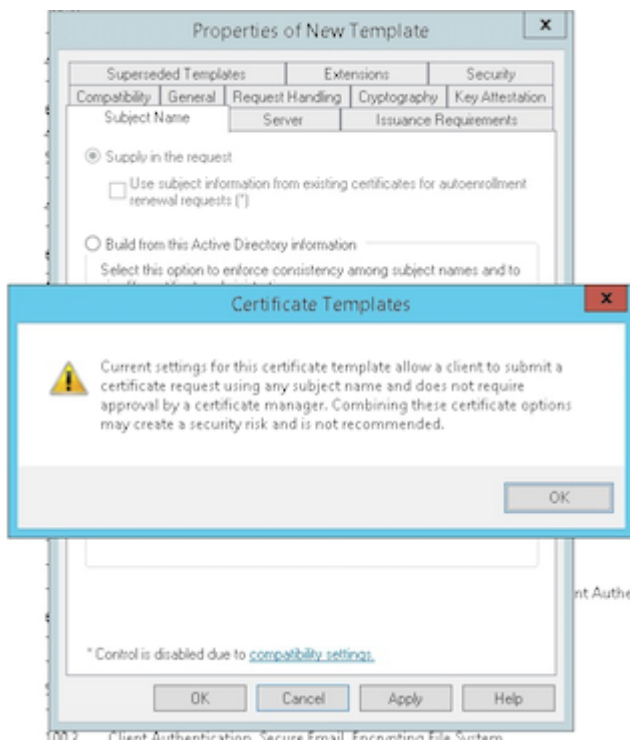 Properties of New Template
x
Superseded Templates Extensions Security
Compatibility General Request Handling Cryptography Key Attestation
Subject Name Server Issuance Requirements
Supply in the request
Use subject information from existing certificates for autoenrollment
renewal requests (*)
Build from this Active Directory information
Select this option to enforce consistency among subject names and to
Certificate Templates
x
Current settings for this certificate template allow a client to submit a
certificate request using any subject name and does not require
approval by a certificate manager. Combining these certificate options
may create a security risk and is not recommended.
OK
nt Authe
* Control is disabled due to compatibility settings.
OK Cancel Apply Help
Client Authentication, Secure Email, Encrypting File System